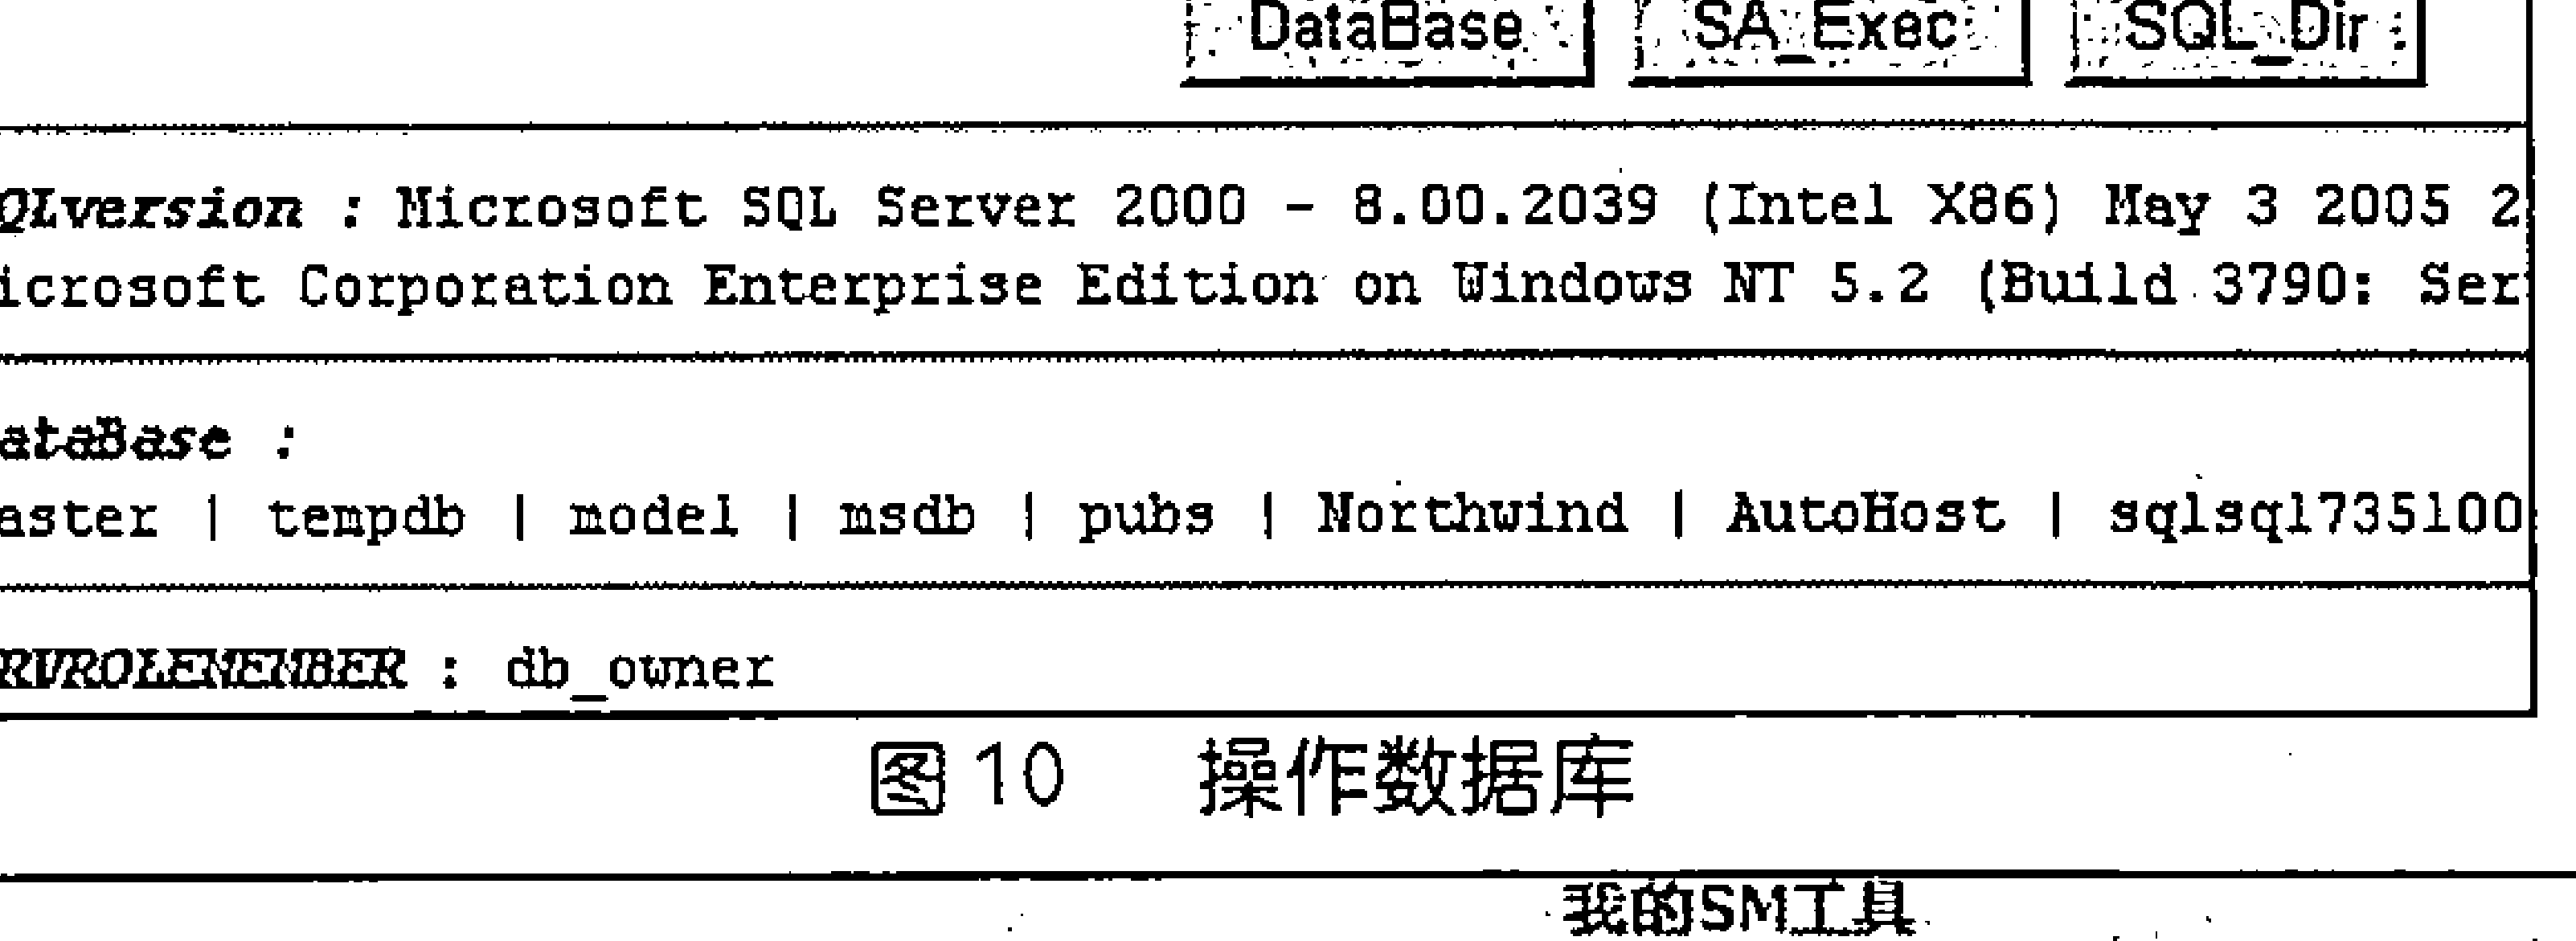 DataBase SA_Exec SQL_Dir
QLversion : Microsoft SQL Server 2000 - 8.00.2039 (Intel X86) May 3 2005 2
icrosoft Corporation Enterprise Edition on Windows NT 5.2 (Build 3790: Ser
ataBase :
aster | tempdb | model | msdb | pubs | Northwind | AutoHost | sqlsql735100
RVROLEMEMBER : db_owner
图 10 操作数据库
我的SM工具